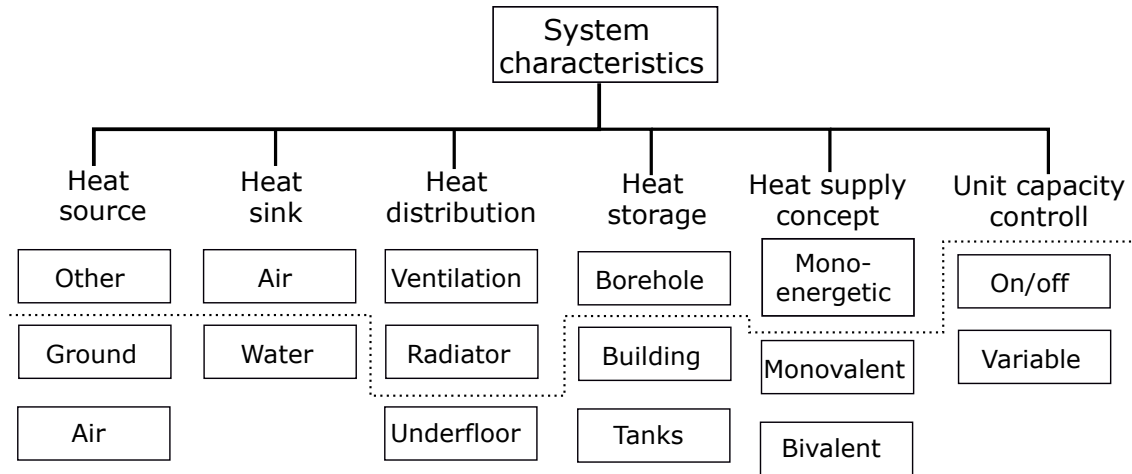 System
characteristics
Heat
source
Heat
sink
Heat
distribution
Heat
storage
Heat supply
concept
Unit capacity
controll
Other
Ground
Air
Air
Water
Ventilation
Radiator
Underfloor
Borehole
Building
Tanks
Mono-
energetic
Monovalent
Bivalent
On/off
Variable